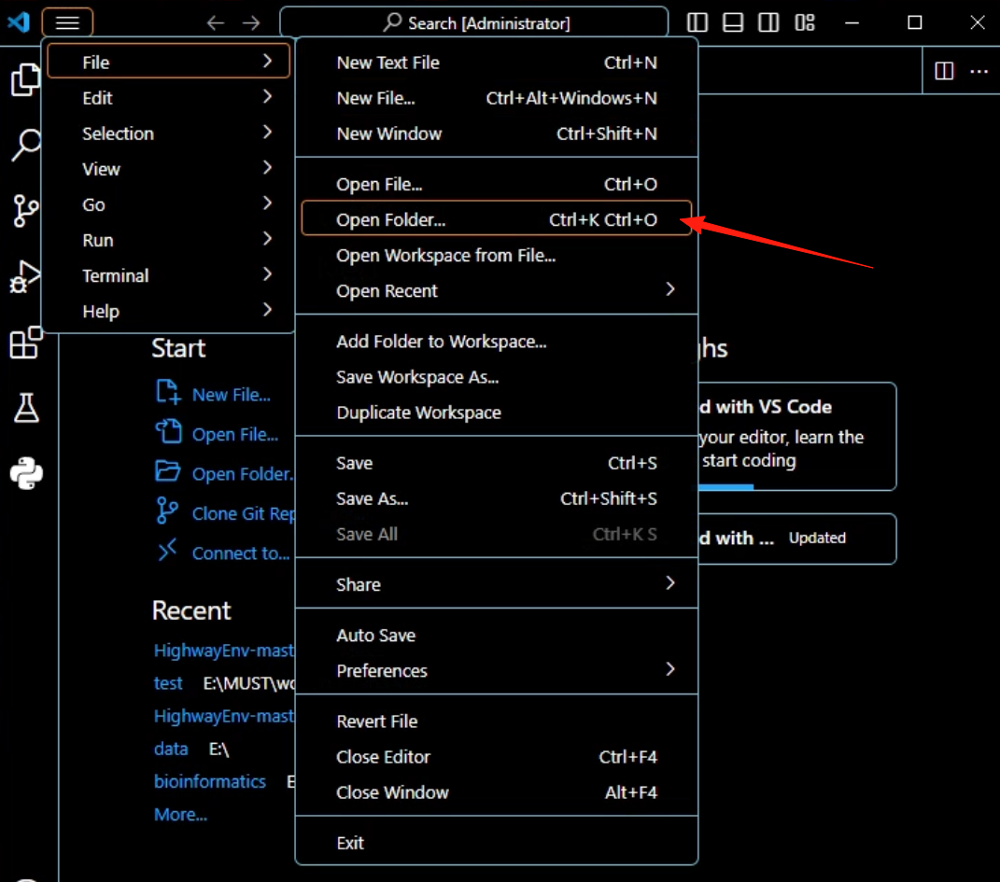 Search [Administrator]
File
Edit
Selection
View
Go
Run
Terminal
Help
New Text File Ctrl+N
New File... Ctrl+Alt+Windows+N
New Window Ctrl+Shift+N
Open File... Ctrl+O
Open Folder... Ctrl+K Ctrl+O
Open Workspace from File...
Open Recent
Add Folder to Workspace...
Save Workspace As...
Duplicate Workspace
Save Ctrl+S
Save As... Ctrl+Shift+S
Save All Ctrl+K S
Share
Auto Save
Preferences
Revert File
Close Editor Ctrl+F4
Close Window Alt+F4
Exit
Start
New File...
Open File...
Open Folder.
Clone Git Rep
Connect to...
Recent
HighwayEnv-mast
test E:\MUST\wo
HighwayEnv-mast
data E:\
bioinformatics E
More...
ghs
d with VS Code
your editor, learn the
start coding
d with ... Updated